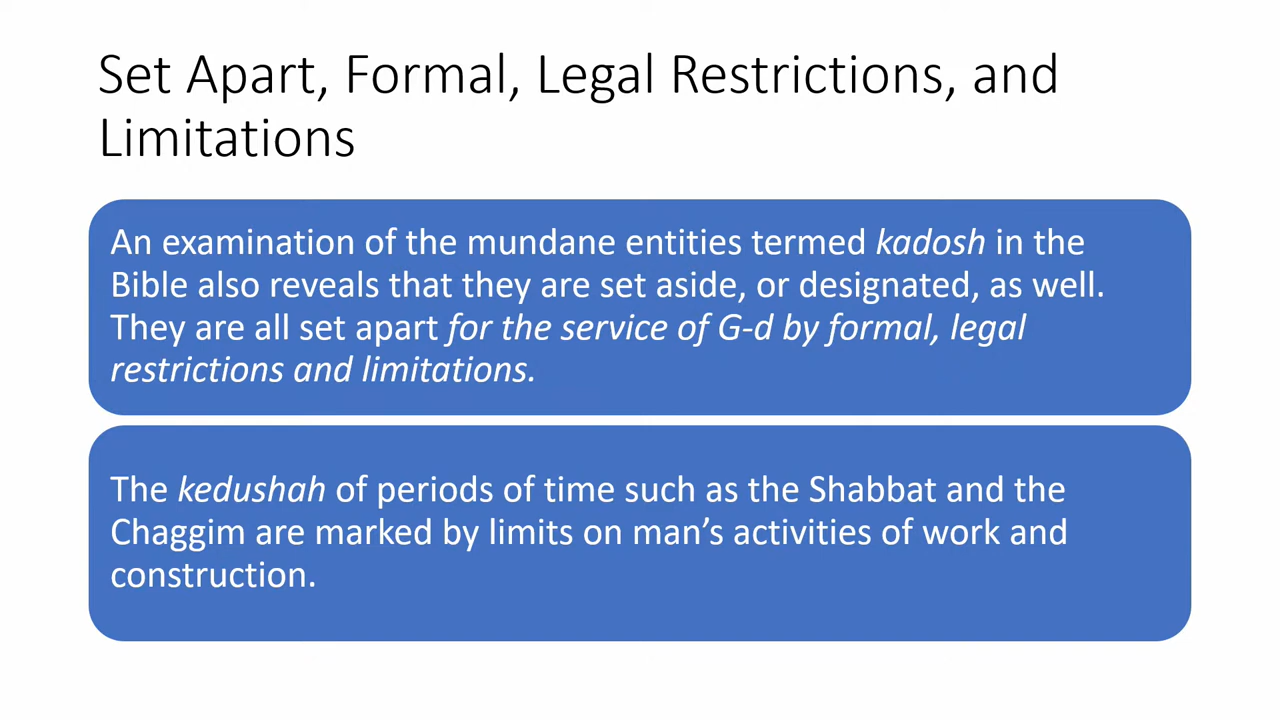 Set Apart, Formal, Legal Restrictions, and
Limitations
An examination of the mundane entities termed kadosh in the
Bible also reveals that they are set aside, or designated, as well.
They are all set apart for the service of G-d by formal, legal
restrictions and limitations.
The kedushah of periods of time such as the Shabbat and the
Chaggim are marked by limits on man’s activities of work and
construction.